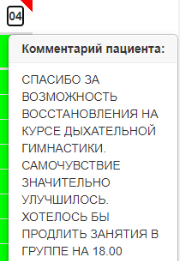 04
Комментарий пациента:
СПАСИБО ЗА
ВОЗМОЖНОСТЬ
ВОССТАНОВЛЕНИЯ НА
КУРСЕ ДЫХАТЕЛЬНОЙ
ГИМНАСТИКИ.
САМОЧУВСТВИЕ
ЗНАЧИТЕЛЬНО
УЛУЧШИЛОСЬ.
ХОТЕЛОСЬ БЫ
ПРОДЛИТЬ ЗАНЯТИЯ В
ГРУППЕ НА 18.00